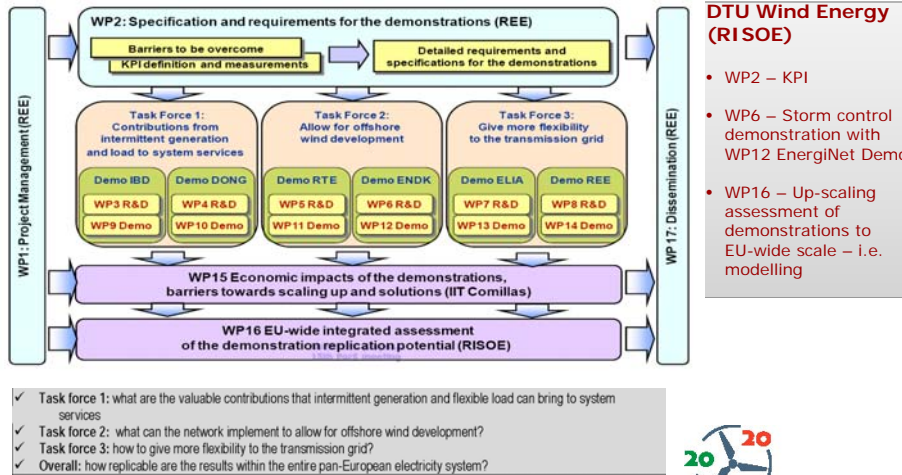 WP2: Specification and requirements for the demonstrations (REE)
Barriers to be overcome
KPI definition and measurements
Detailed requirements and
specifications for the demonstrations
WP1: Project Management (REE)
Task Force 1:
Contributions from
intermittent generation
and load to system services
Task Force 2:
Allow for offshore
wind development
Task Force 3:
Give more flexibility
to the transmission grid
Demo IBD
WP3 R&D
WP9 Demo
Demo DONG
WP4 R&D
WP10 Demo
Demo RTE
WP5 R&D
WP11 Demo
Demo ENDK
WP6 R&D
WP12 Demo
Demo ELIA
WP7 R&D
WP13 Demo
Demo REE
WP8 R&D
WP14 Demo
WP15 Economic impacts of the demonstrations,
barriers towards scaling up and solutions (IIT Comillas)
WP16 EU-wide integrated assessment
of the demonstration replication potential (RISOE)
WP17: Dissemination (REE)
DTU Wind Energy
(RISOE)
• WP2 – KPI
• WP6 – Storm control
demonstration with
WP12 EnergiNet Demo
• WP16 – Up-scaling
assessment of
demonstrations to
EU-wide scale – i.e.
modelling
✓ Task force 1: what are the valuable contributions that intermittent generation and flexible load can bring to system
services
✓ Task force 2: what can the network implement to allow for offshore wind development?
✓ Task force 3: how to give more flexibility to the transmission grid?
✓ Overall: how replicable are the results within the entire pan-European electricity system?
20
20